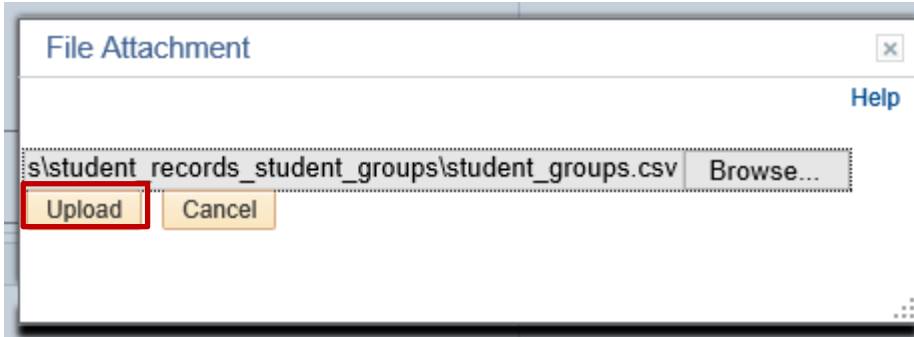 File Attachment
Help
s\student_records_student_groups\student_groups.csv Browse...
Upload Cancel